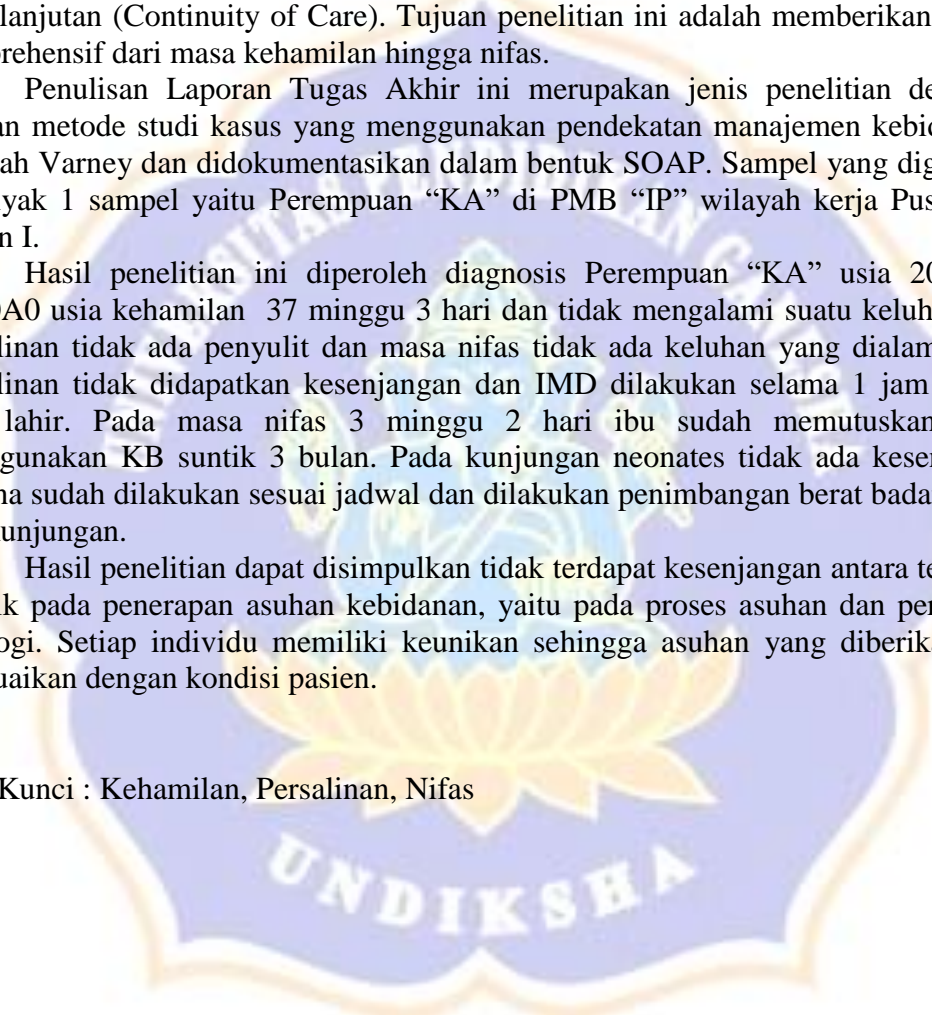 lanjutan (Continuity of Care). Tujuan penelitian ini adalah memberikan
prehensif dari masa kehamilan hingga nifas.
Penulisan Laporan Tugas Akhir ini merupakan jenis penelitian de
an metode studi kasus yang menggunakan pendekatan manajemen kebid
ah Varney dan didokumentasikan dalam bentuk SOAP. Sampel yang dig
yak 1 sampel yaitu Perempuan “KA” di PMB “IP” wilayah kerja Pus
n I.
Hasil penelitian ini diperoleh diagnosis Perempuan “KA” usia 20
0A0 usia kehamilan 37 minggu 3 hari dan tidak mengalami suatu keluh
linan tidak ada penyulit dan masa nifas tidak ada keluhan yang dialam
linan tidak didapatkan kesenjangan dan IMD dilakukan selama 1 jam
lahir. Pada masa nifas 3 minggu 2 hari ibu sudah memutuskan
gunakan KB suntik 3 bulan. Pada kunjungan neonates tidak ada kesen
na sudah dilakukan sesuai jadwal dan dilakukan penimbangan berat bada
unjungan.
Hasil penelitian dapat disimpulkan tidak terdapat kesenjangan antara te
ik pada penerapan asuhan kebidanan, yaitu pada proses asuhan dan pen
ogi. Setiap individu memiliki keunikan sehingga asuhan yang diberika
uaikan dengan kondisi pasien.
Kunci : Kehamilan, Persalinan, Nifas
UNDIKSHA